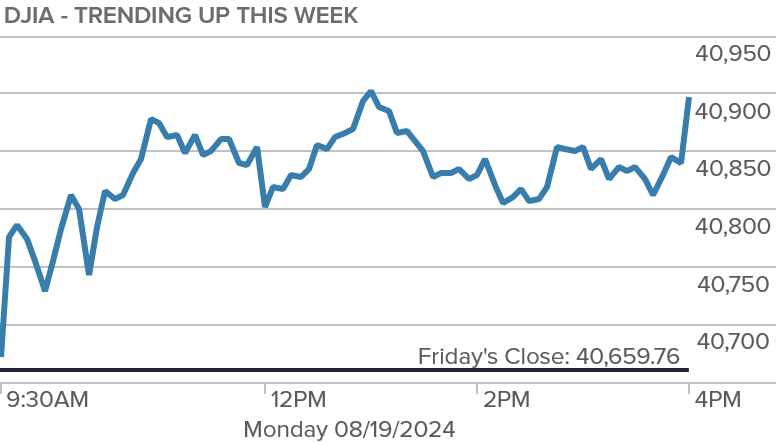 DJIA - TRENDING UP THIS WEEK
40,950
40,900
40,850
40,800
40,750
40,700
Friday's Close: 40,659.76
9:30AM 12PM 2PM 4PM
Monday 08/19/2024